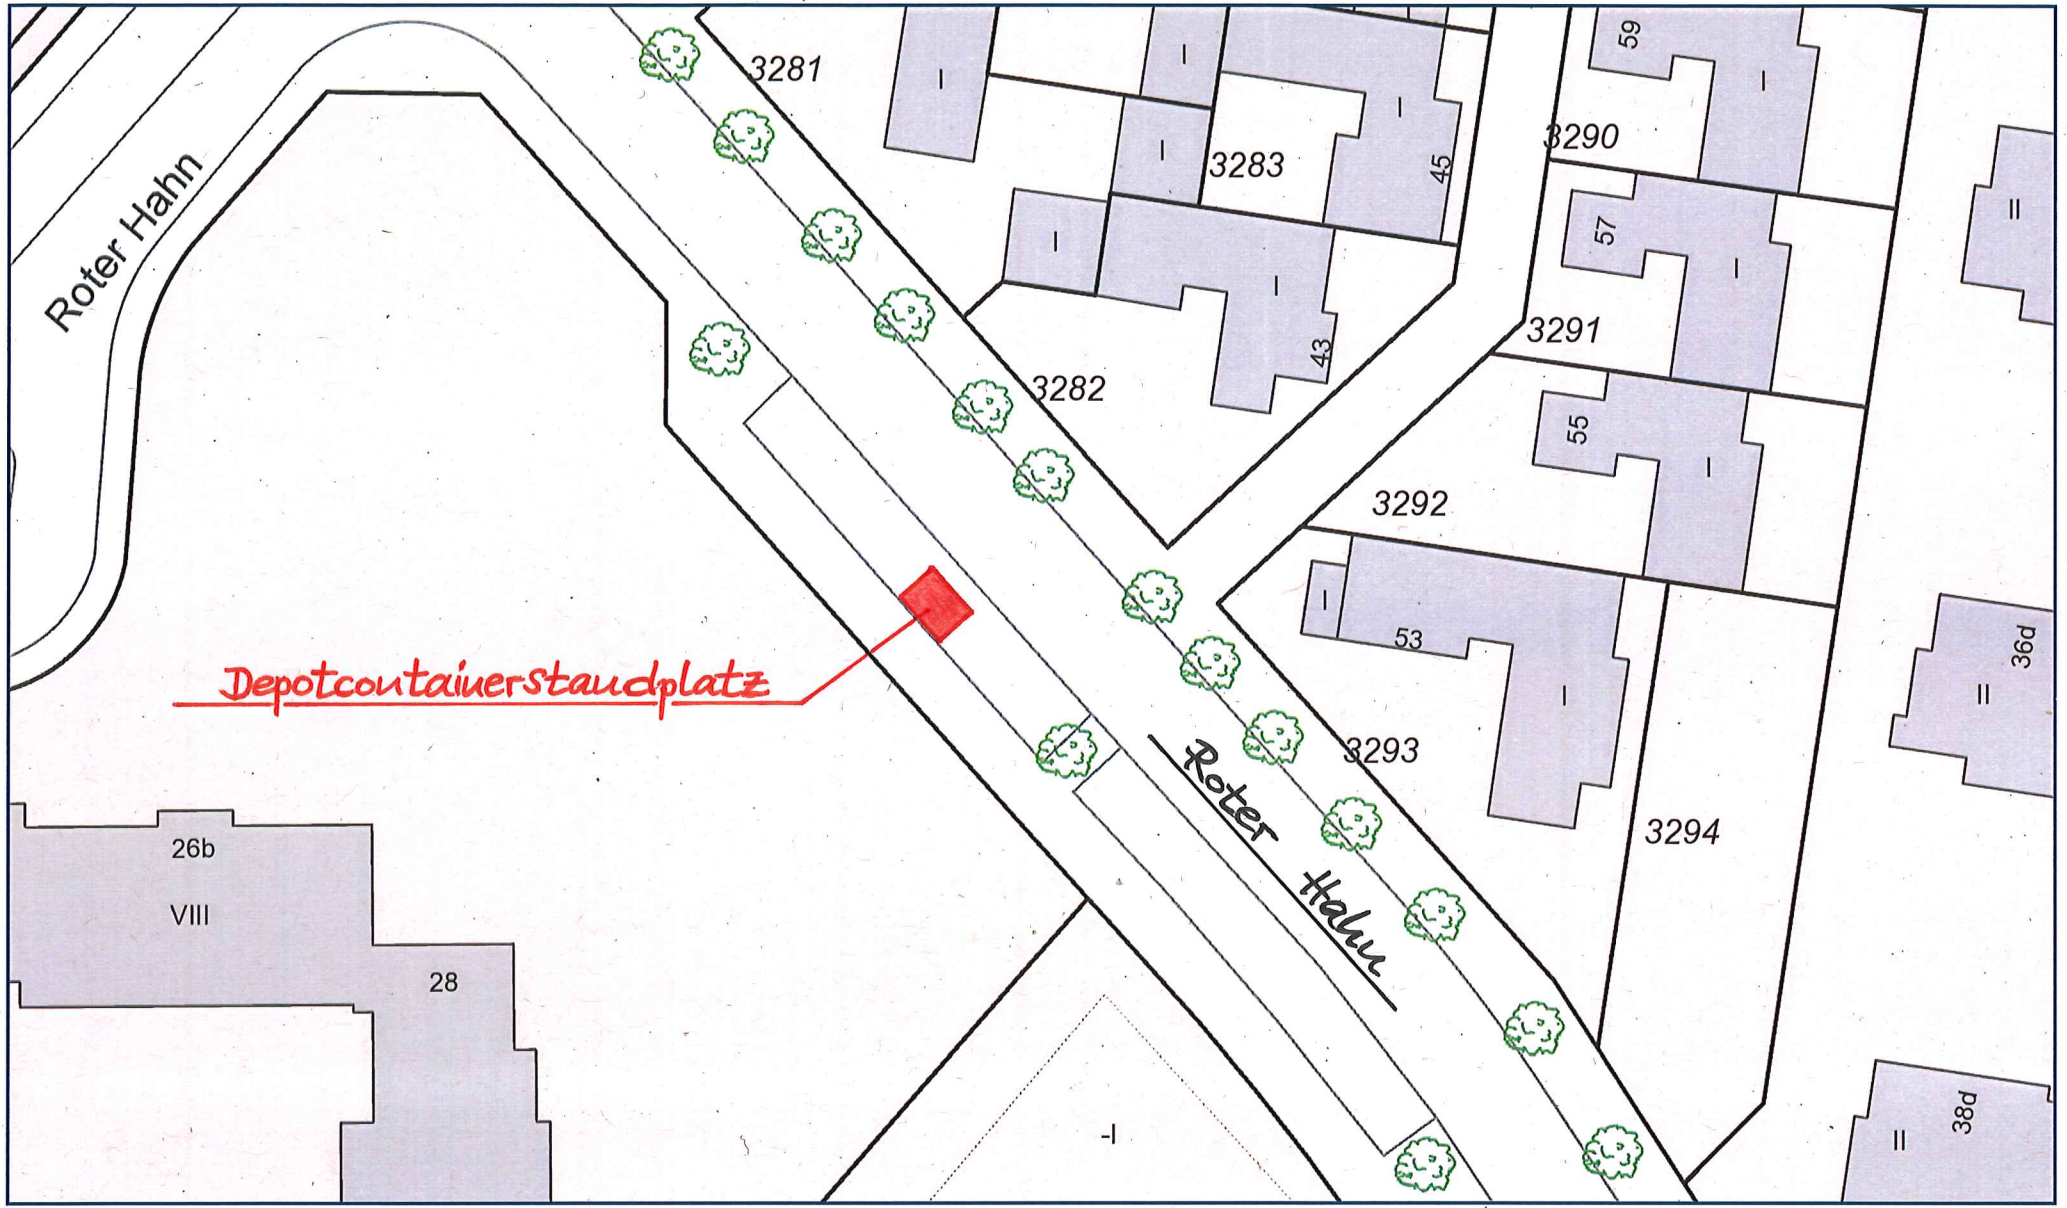 59
3281
I
I
I
I
3290
I
3283
45
II
Roter Hahn
57
I
I
I
3291
43
3282
55
I
3292
I
53
36d
II
I
Depotcontainerstandplatz
3293
Roter Hahn
3294
26b
VIII
28
-I
38d
II